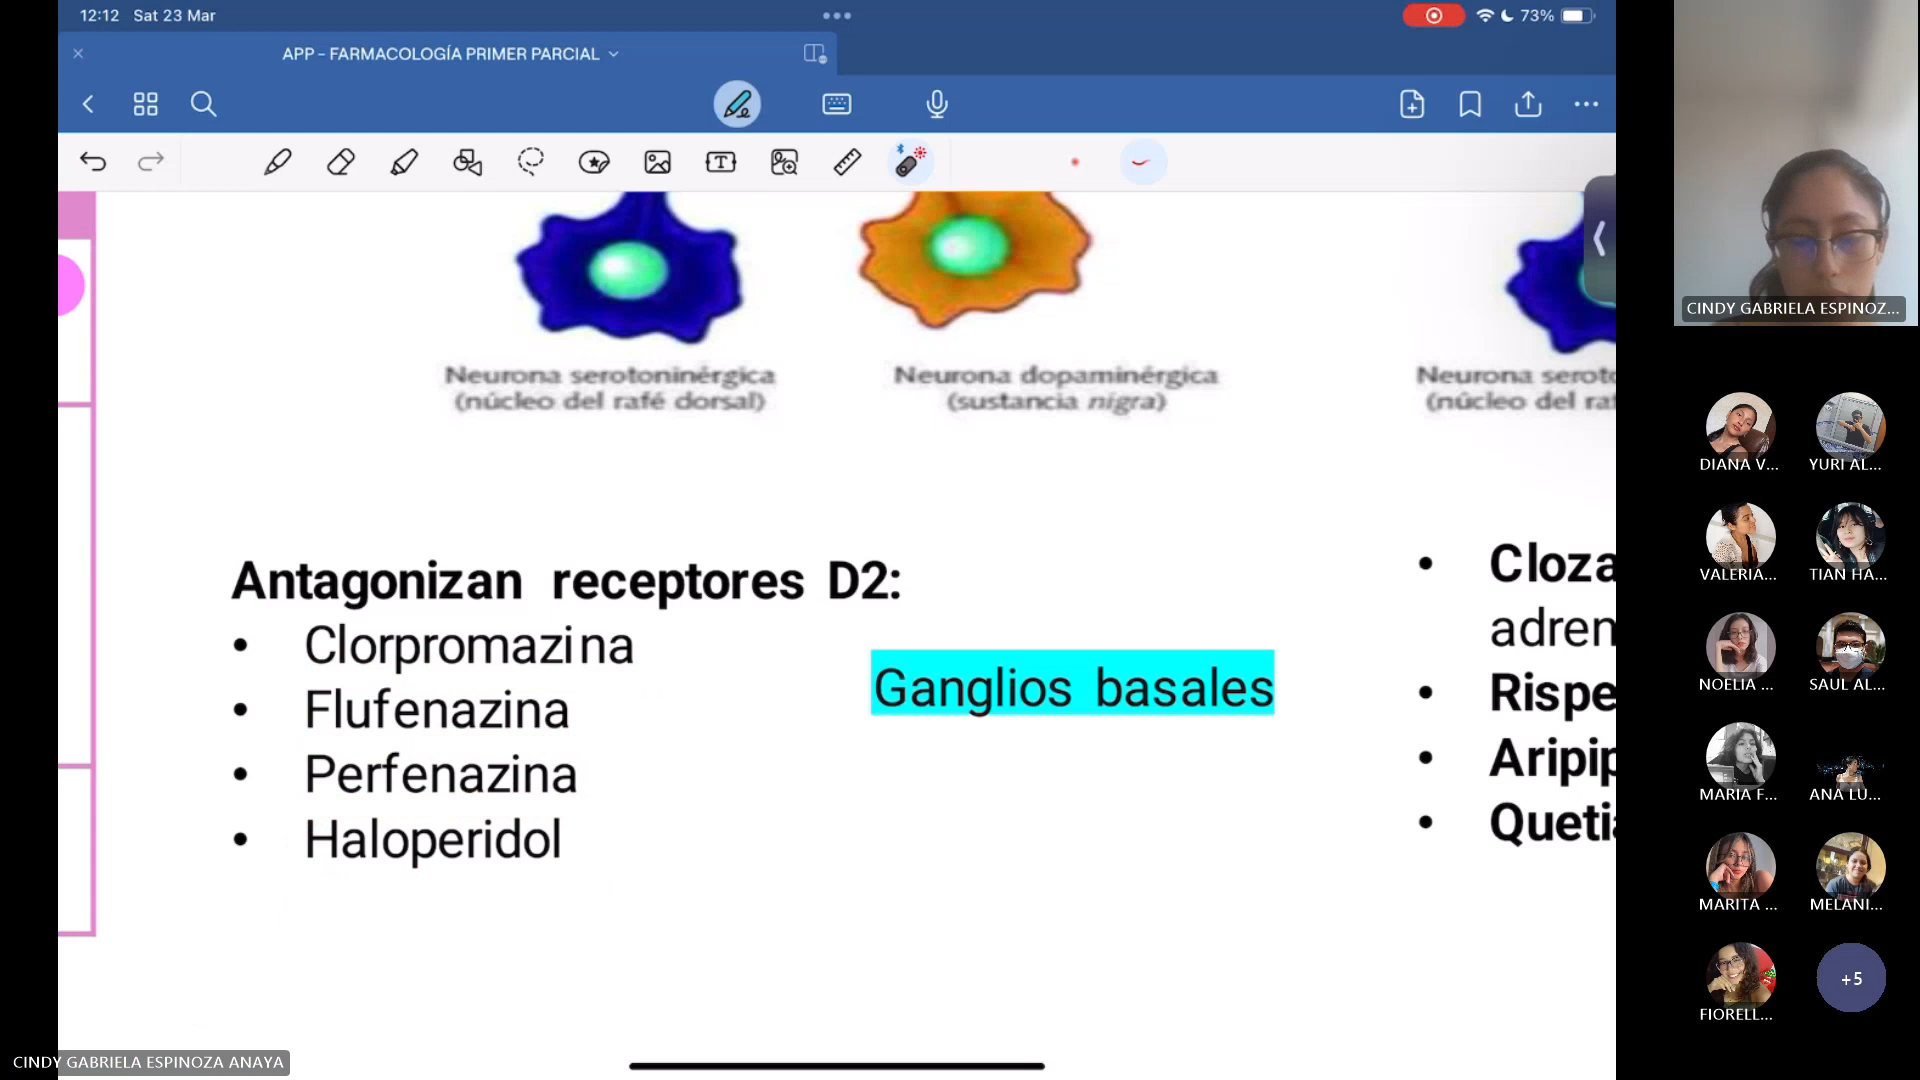 12:12 Sat 23 Mar
73%
APP - FARMACOLOGÍA PRIMER PARCIAL
Neurona serotoninérgica
(núcleo del rafé dorsal)
Neurona dopaminérgica
(sustancia nigra)
Neurona seroto
(núcleo del raf
Antagonizan receptores D2:
• Clorpromazina
• Flufenazina
• Perfenazina
• Haloperidol
Ganglios basales
• Cloza
adren
• Rispe
• Aripip
• Quetia
CINDY GABRIELA ESPINOZA ANAYA
CINDY GABRIELA ESPINOZ...
DIANA V...
YURI AL...
VALERIA...
TIAN HA...
NOELIA ...
SAUL AL...
MARIA F...
ANA LU...
MARITA ...
MELANI...
FIORELL...
+5